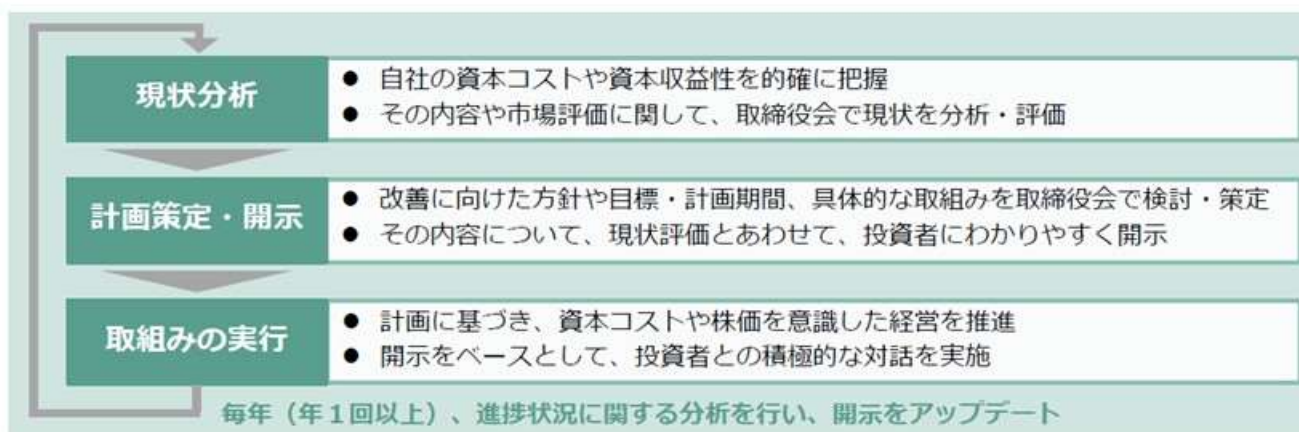 現状分析
● 自社の資本コストや資本収益性を的確に把握
● その内容や市場評価に関して、取締役会で現状を分析・評価
計画策定・開示
● 改善に向けた方針や目標・計画期間、具体的な取組みを取締役会で検討・策定
● その内容について、現状評価とあわせて、投資者にわかりやすく開示
取組みの実行
● 計画に基づき、資本コストや株価を意識した経営を推進
● 開示をベースとして、投資者との積極的な対話を実施
毎年（年１回以上）、進捗状況に関する分析を行い、開示をアップデート